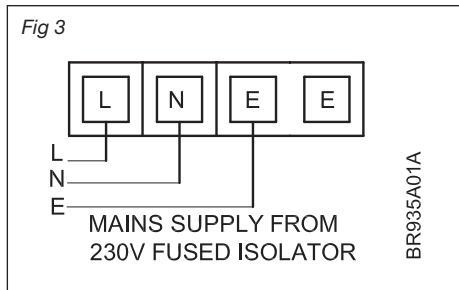 Fig 3
L N E E
L
N
E
MAINS SUPPLY FROM
230V FUSED ISOLATOR
BR935A01A